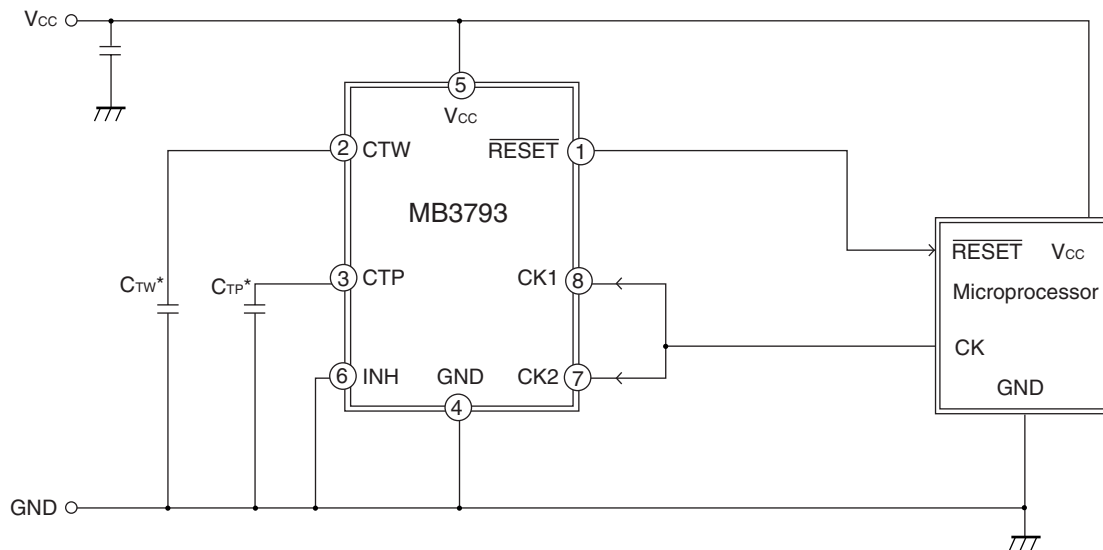 VCC
5
VCC
2 CTW
RESET 1
MB3793
RESET VCC
CTW*
CTP*
3 CTP
CK1 8
Microprocessor
CK
6 INH
GND
CK2 7
GND
4
GND